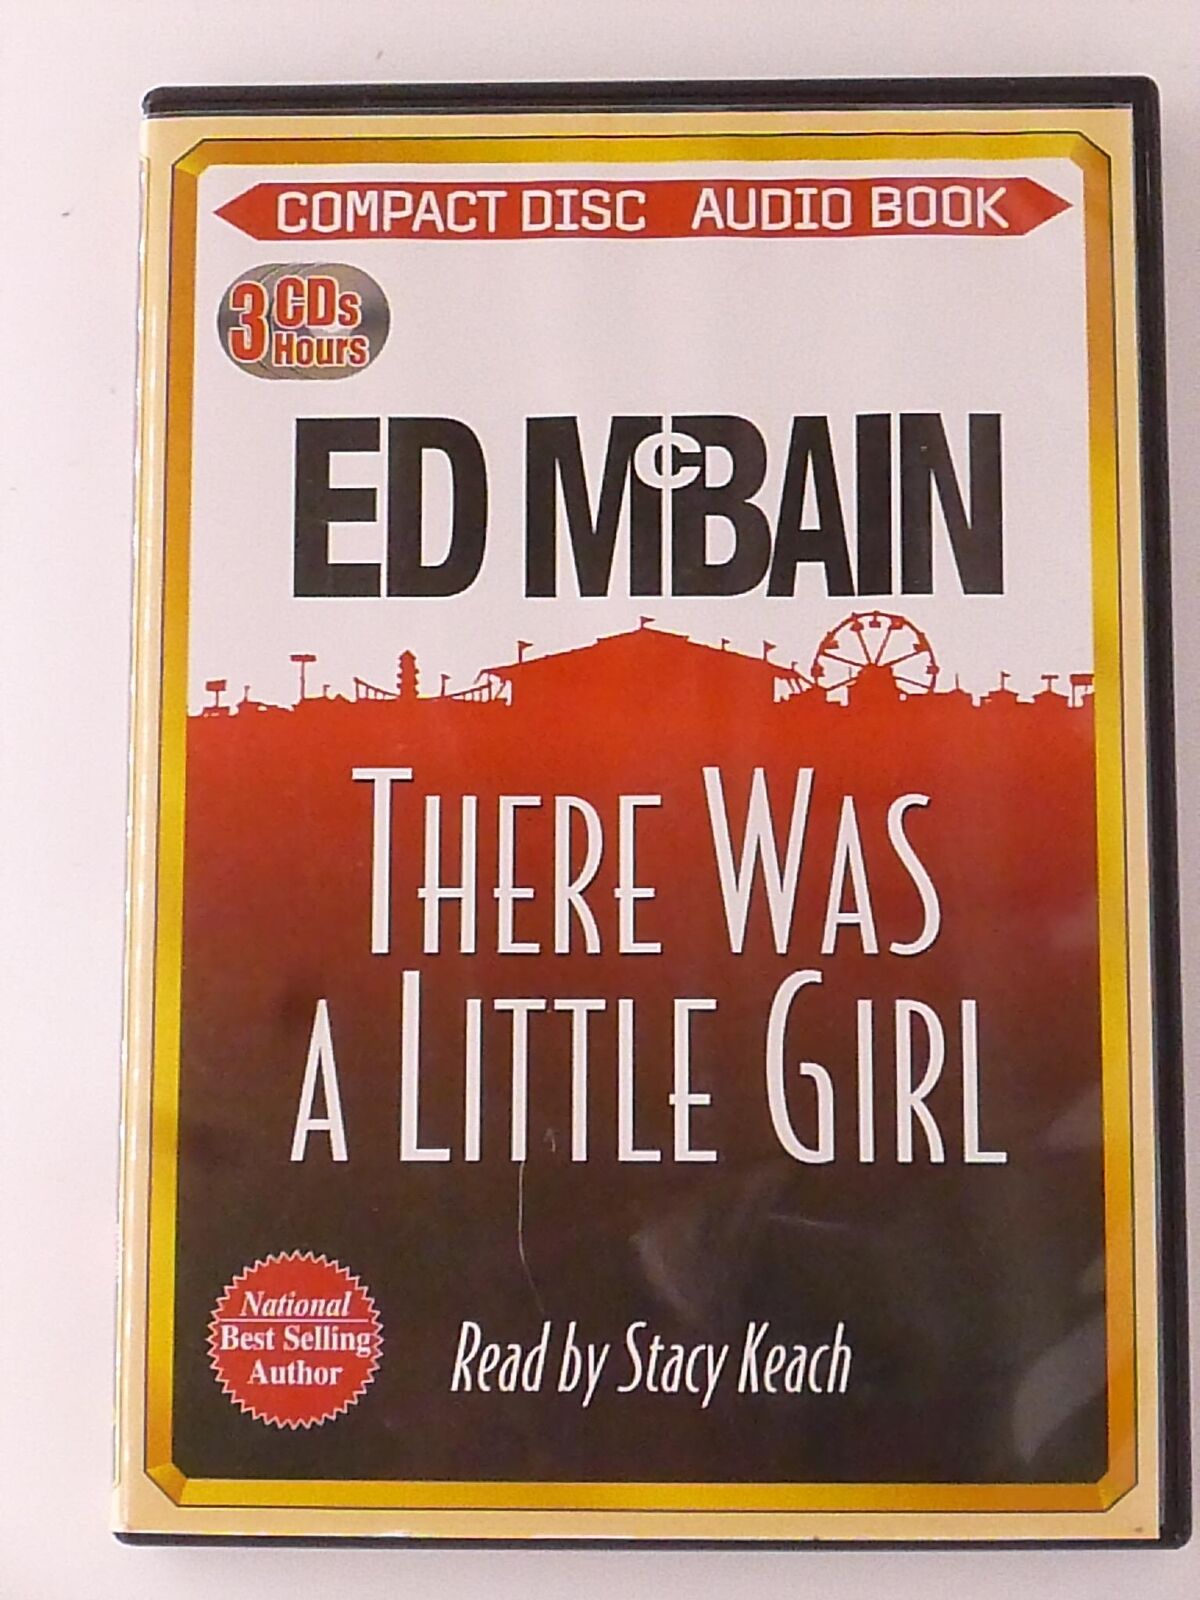 COMPACT DISC AUDIO BOOK
3 CDs
Hours
ED McBAIN
THERE WAS
A LITTLE GIRL
National
Best Selling
Author
Read by Stacy Keach